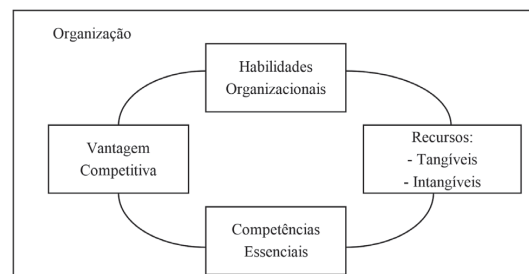 Organização
Habilidades
Organizacionais
Vantagem
Competitiva
Recursos:
- Tangíveis
- Intangíveis
Competências
Essenciais